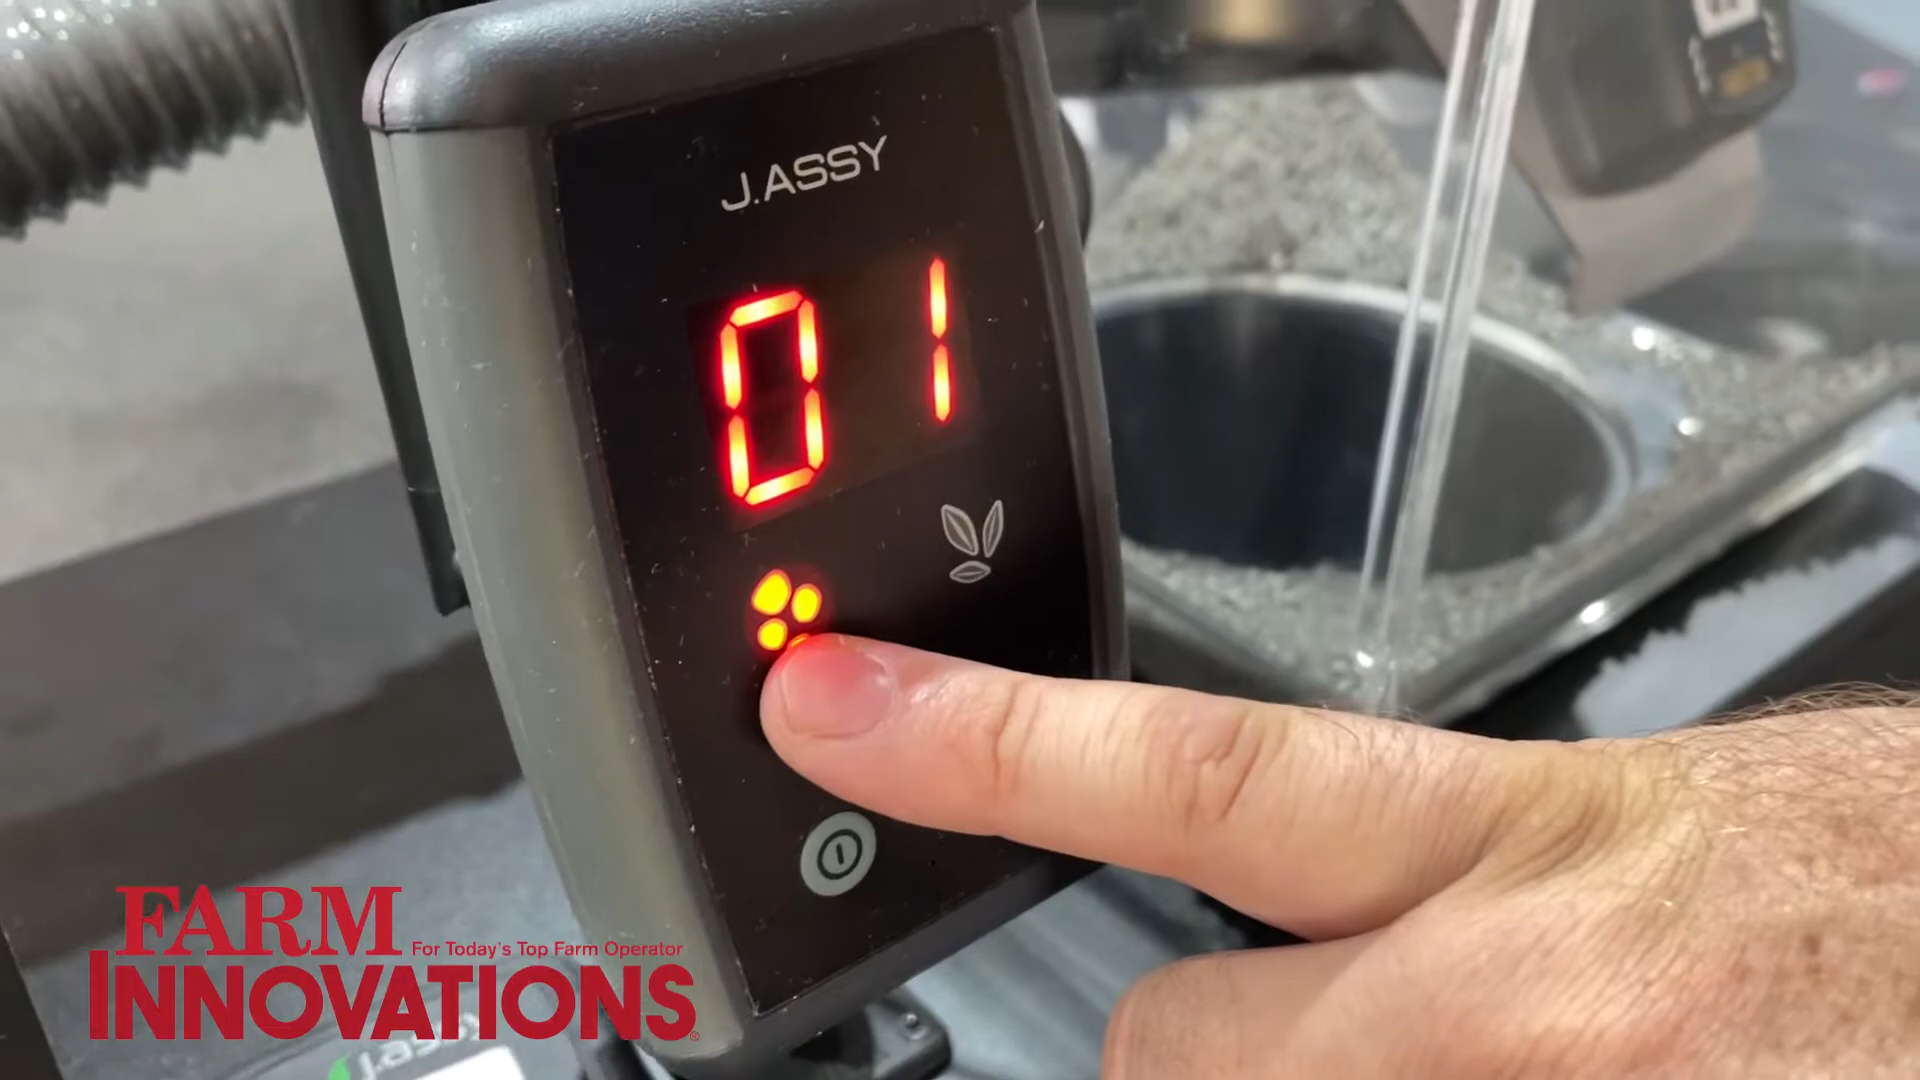 J.ASSY
01
FARM
For Today's Top Farm Operator
INNOVATIONS®